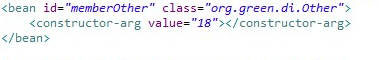 <bean id="memberOther" class="org.green.di.Other">
<constructor-arg value="18"></constructor-arg>
</bean>